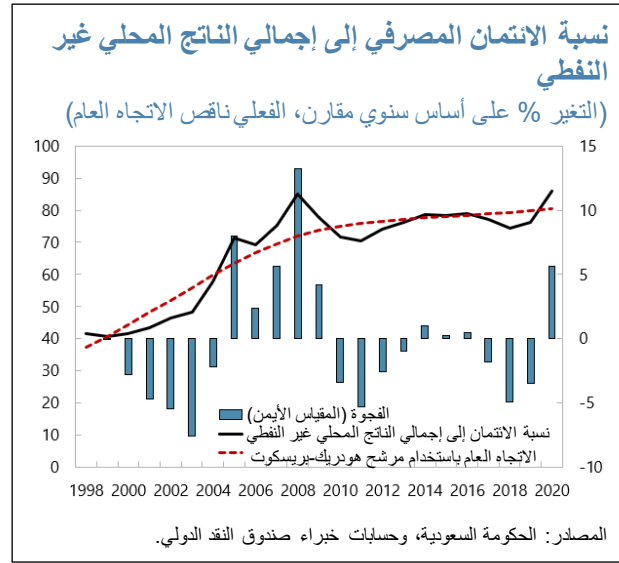 نسبة الائتمان المصرفي إلى إجمالي الناتج المحلي غير
النفطي
(التغير % على أساس سنوي مقارن، الفعلي ناقص الاتجاه العام)
100
90
80
70
60
50
40
30
20
10
0
15
10
5
0
-5
-10
الفجوة (المقياس الأيمن)
نسبة الائتمان إلى إجمالي الناتج المحلي غير النفطي
الاتجاه العام باستخدام مرشح هودريك-بريسكوت
1998 2000 2002 2004 2006 2008 2010 2012 2014 2016 2018 2020
المصادر: الحكومة السعودية، وحسابات خبراء صندوق النقد الدولي.